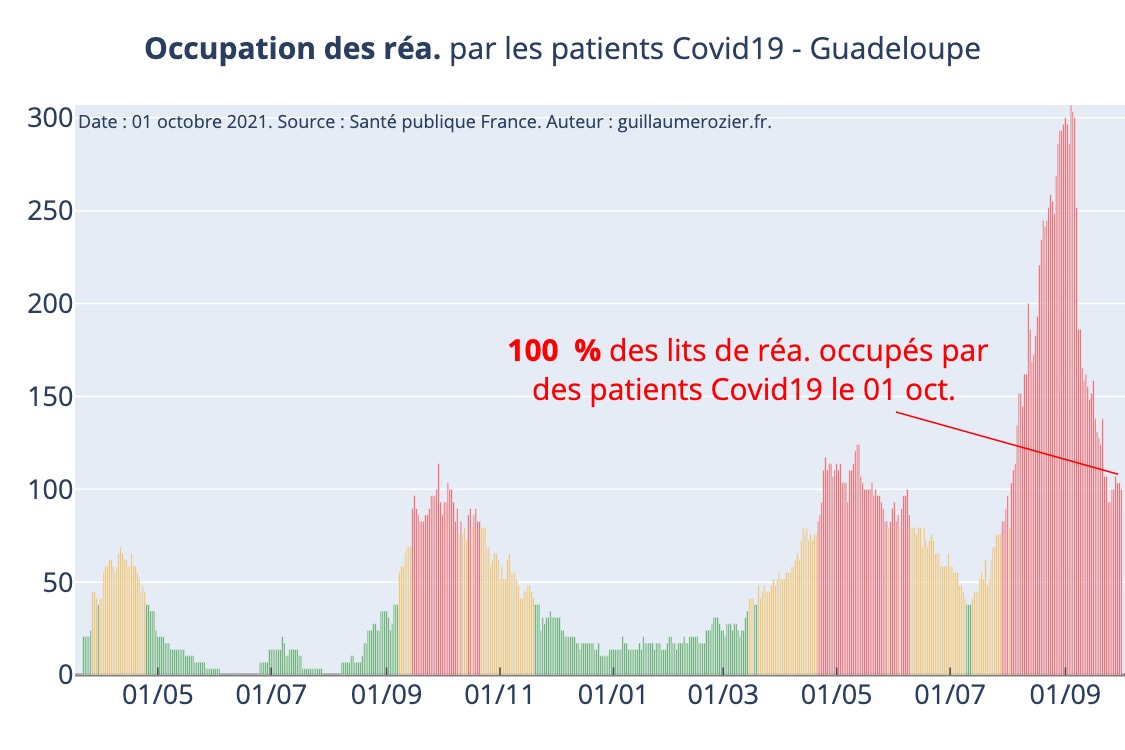 Occupation des réa. par les patients Covid19 - Guadeloupe
300
Date : 01 octobre 2021. Source : Santé publique France. Auteur : guillaumerozier.fr.
250
200
100 % des lits de réa. occupés par
des patients Covid19 le 01 oct.
150
100
50
0
01/05 01/07 01/09 01/11 01/01 01/03 01/05 01/07 01/09